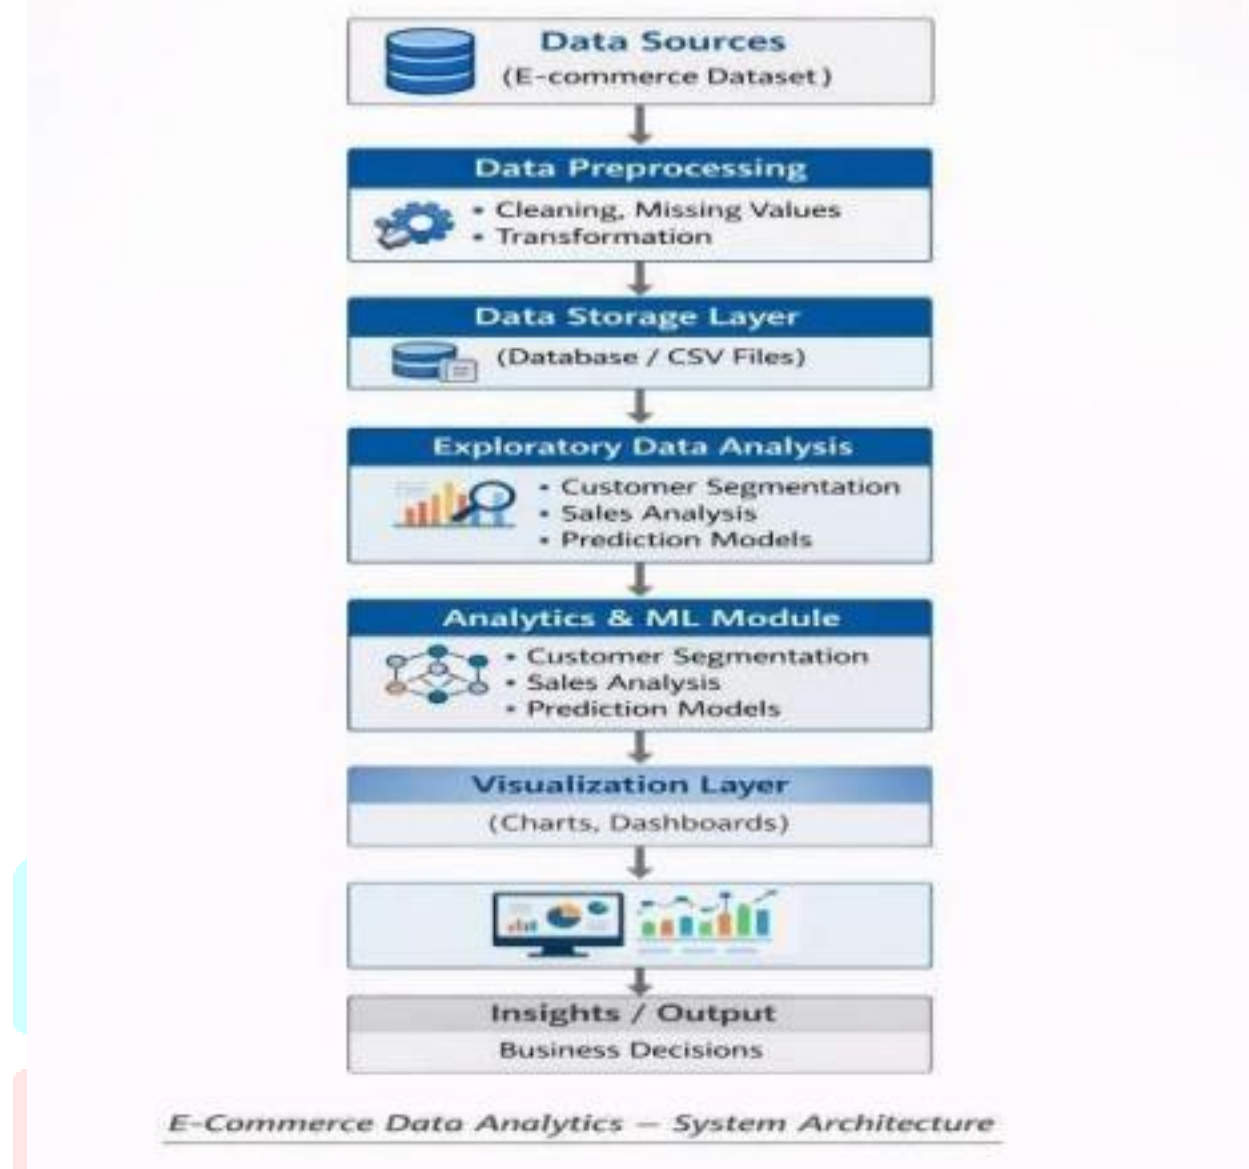 Data Sources
(E-commerce Dataset)
Data Preprocessing
• Cleaning, Missing Values
• Transformation
Data Storage Layer
(Database / CSV Files)
Exploratory Data Analysis
• Customer Segmentation
• Sales Analysis
• Prediction Models
Analytics & ML Module
• Customer Segmentation
• Sales Analysis
• Prediction Models
Visualization Layer
(Charts, Dashboards)
Insights / Output
Business Decisions
E-Commerce Data Analytics – System Architecture